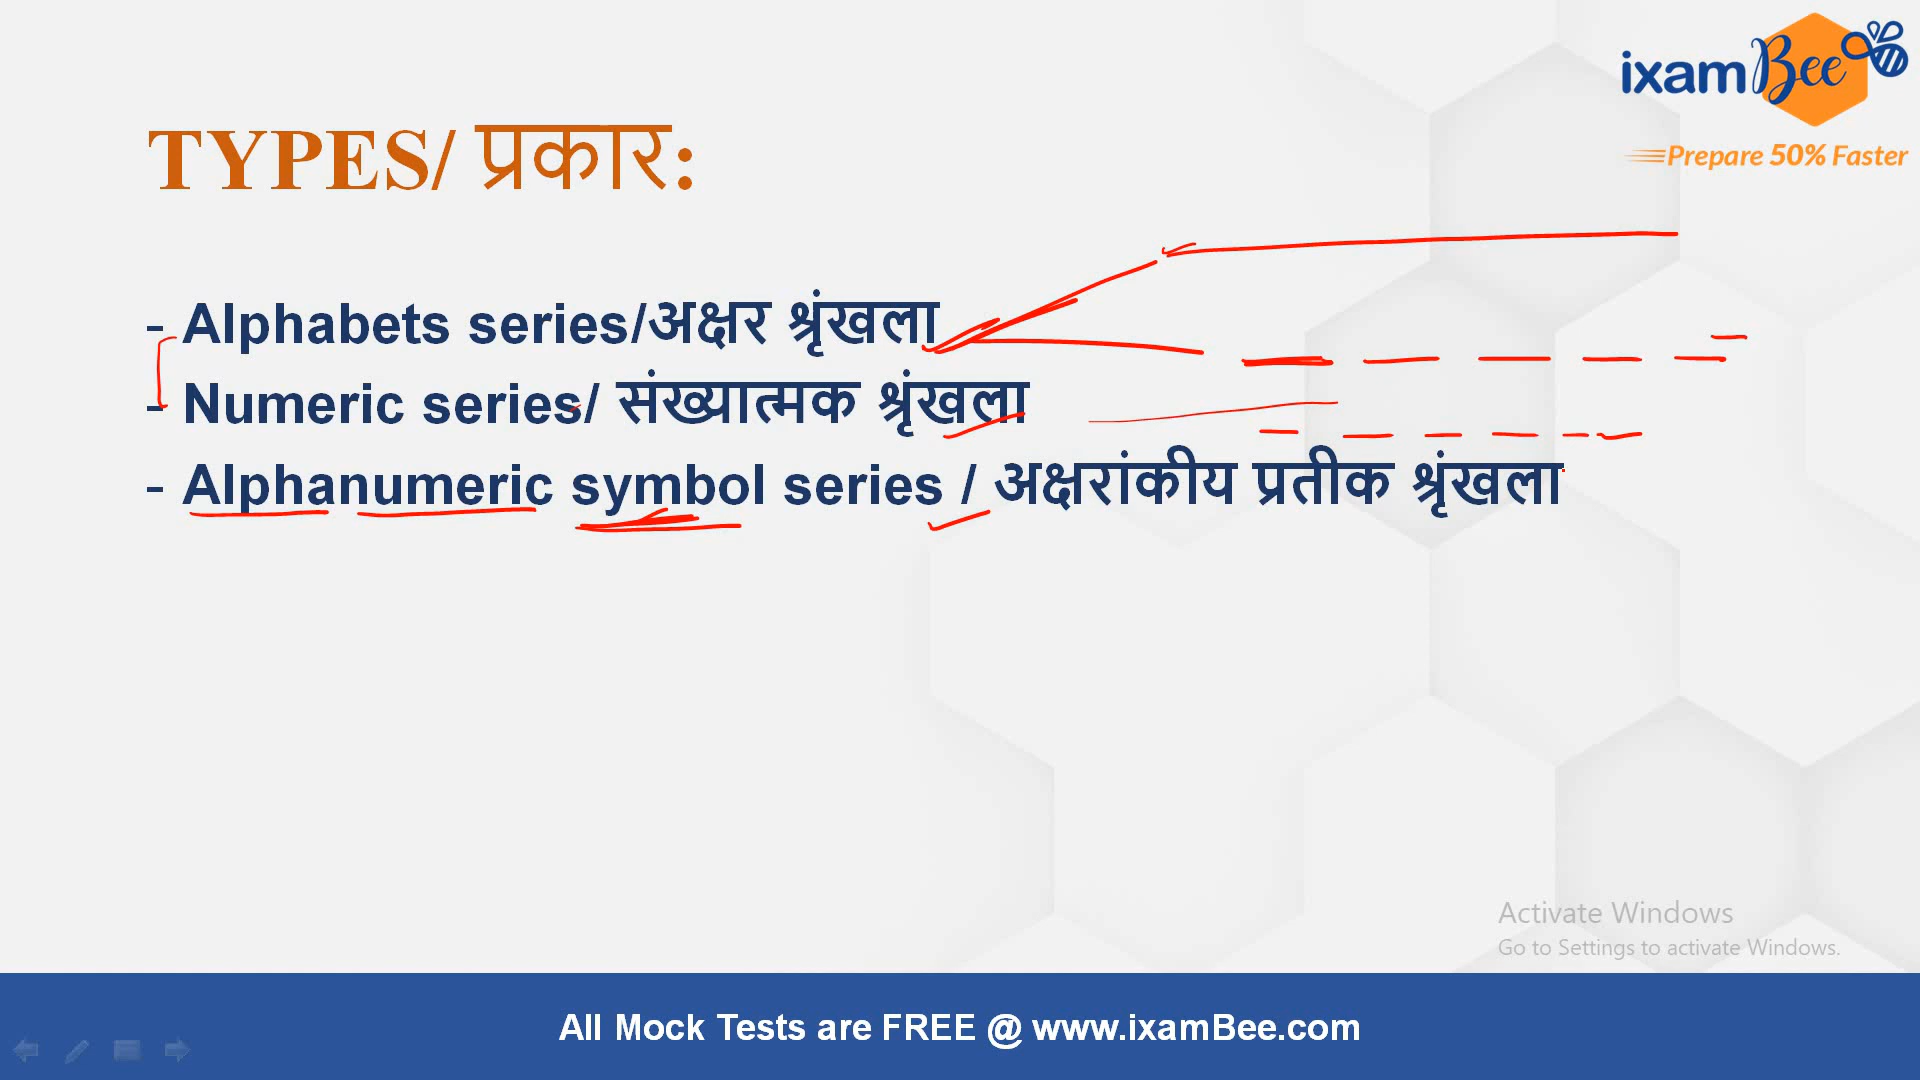 ixamBee
Prepare 50% Faster
TYPES/ प्रकार:
- Alphabets series/अक्षर श्रृंखला
- Numeric series/ संख्यात्मक श्रृंखला
- Alphanumeric symbol series / अक्षरांकीय प्रतीक श्रृंखला
Activate Windows
Go to Settings to activate Windows.
All Mock Tests are FREE @ www.ixamBee.com